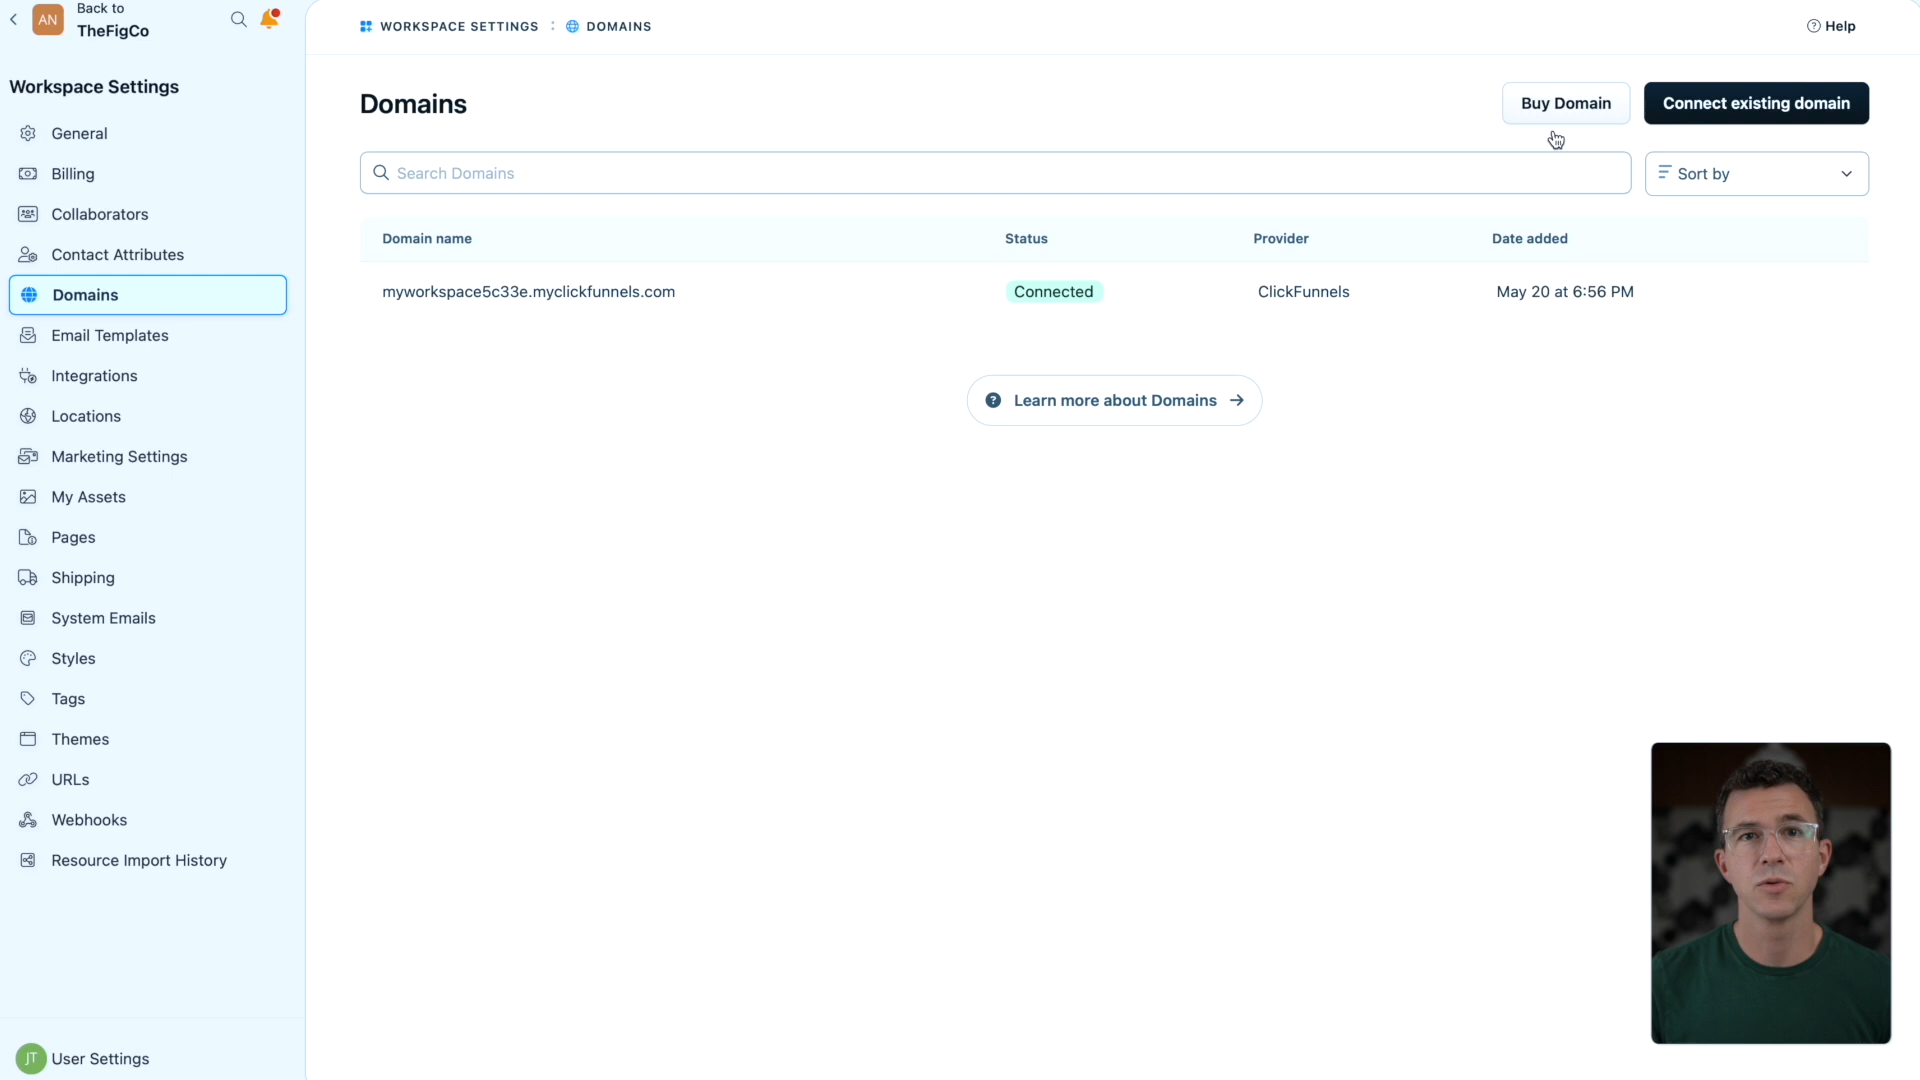 AN
Back to
TheFigCo
WORKSPACE SETTINGS : DOMAINS
Help
Workspace Settings
General
Billing
Collaborators
Contact Attributes
Domains
Email Templates
Integrations
Locations
Marketing Settings
My Assets
Pages
Shipping
System Emails
Styles
Tags
Themes
URLs
Webhooks
Resource Import History
JT User Settings
Domains
Buy Domain
Connect existing domain
Search Domains
Sort by
Domain name Status Provider Date added
myworkspace5c33e.myclickfunnels.com Connected ClickFunnels May 20 at 6:56 PM
Learn more about Domains